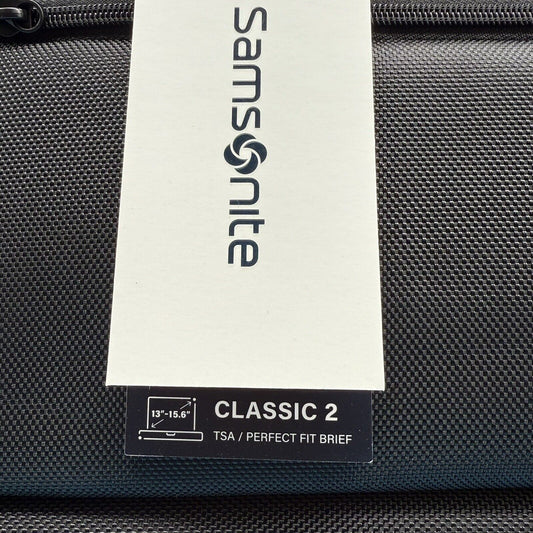 samsonite
13"-15.6"
CLASSIC 2
TSA / PERFECT FIT BRIEF